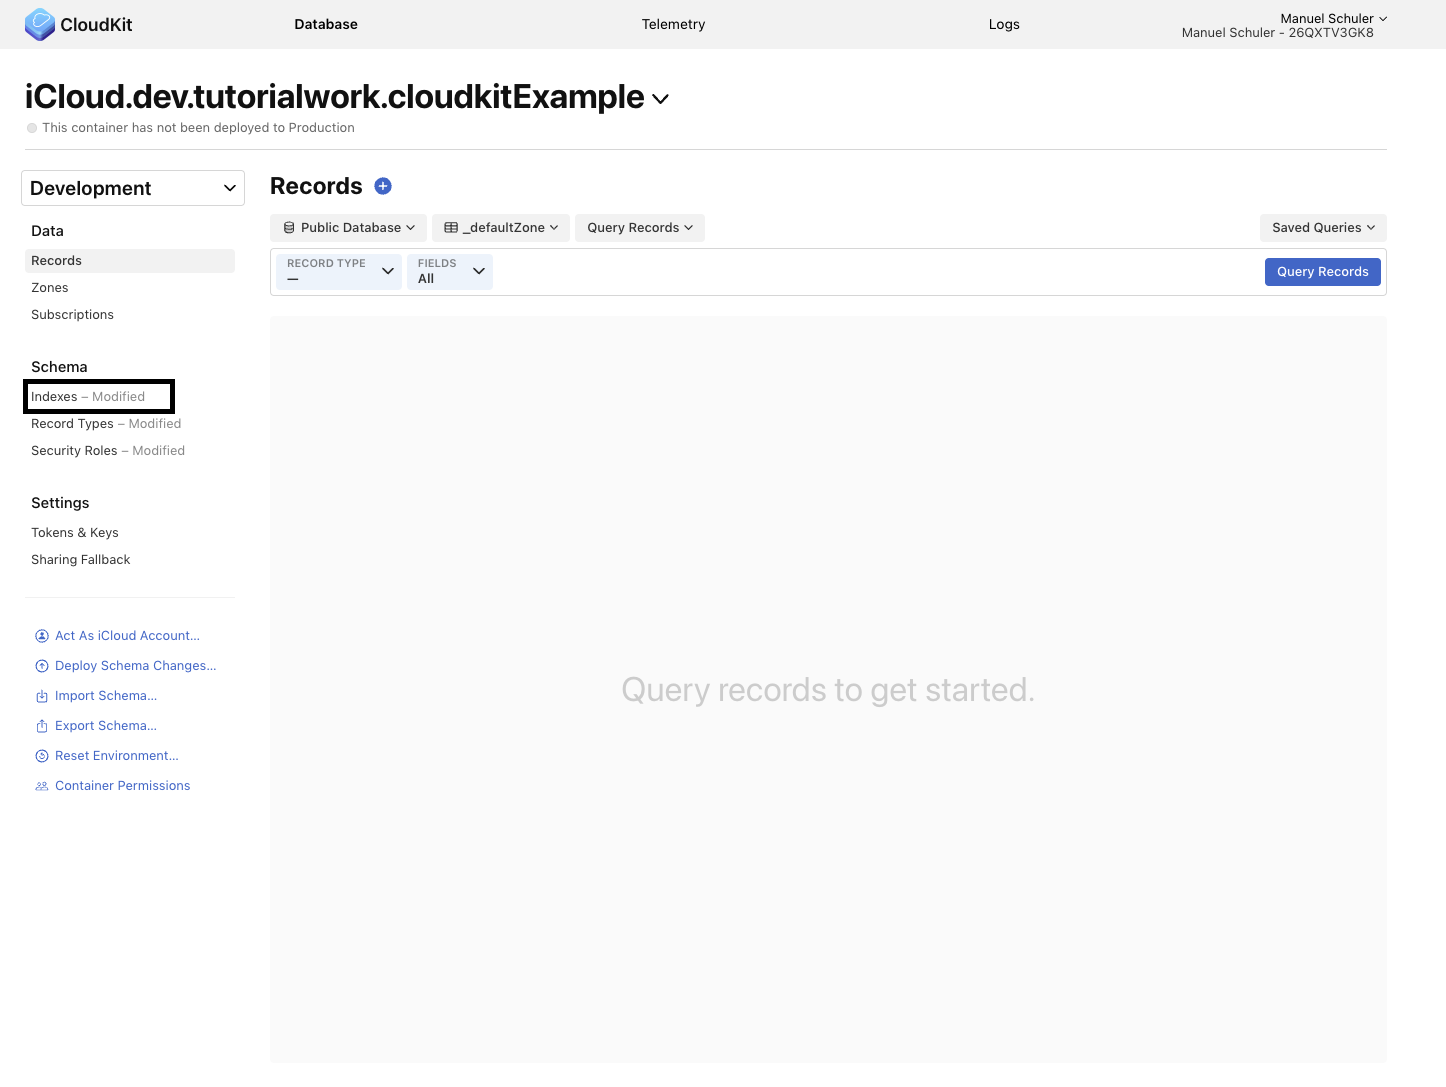 CloudKit
Database
Telemetry
Logs
Manuel Schuler
Manuel Schuler - 26QXTV3GK8
iCloud.dev.tutorialwork.cloudkitExample
This container has not been deployed to Production
Development
Data
Records
Zones
Subscriptions
Schema
Indexes – Modified
Record Types – Modified
Security Roles – Modified
Settings
Tokens & Keys
Sharing Fallback
Act As iCloud Account...
Deploy Schema Changes...
Import Schema...
Export Schema...
Reset Environment...
Container Permissions
Records
Public Database
_defaultZone
Query Records
Saved Queries
RECORD TYPE
—
FIELDS
All
Query Records
Query records to get started.